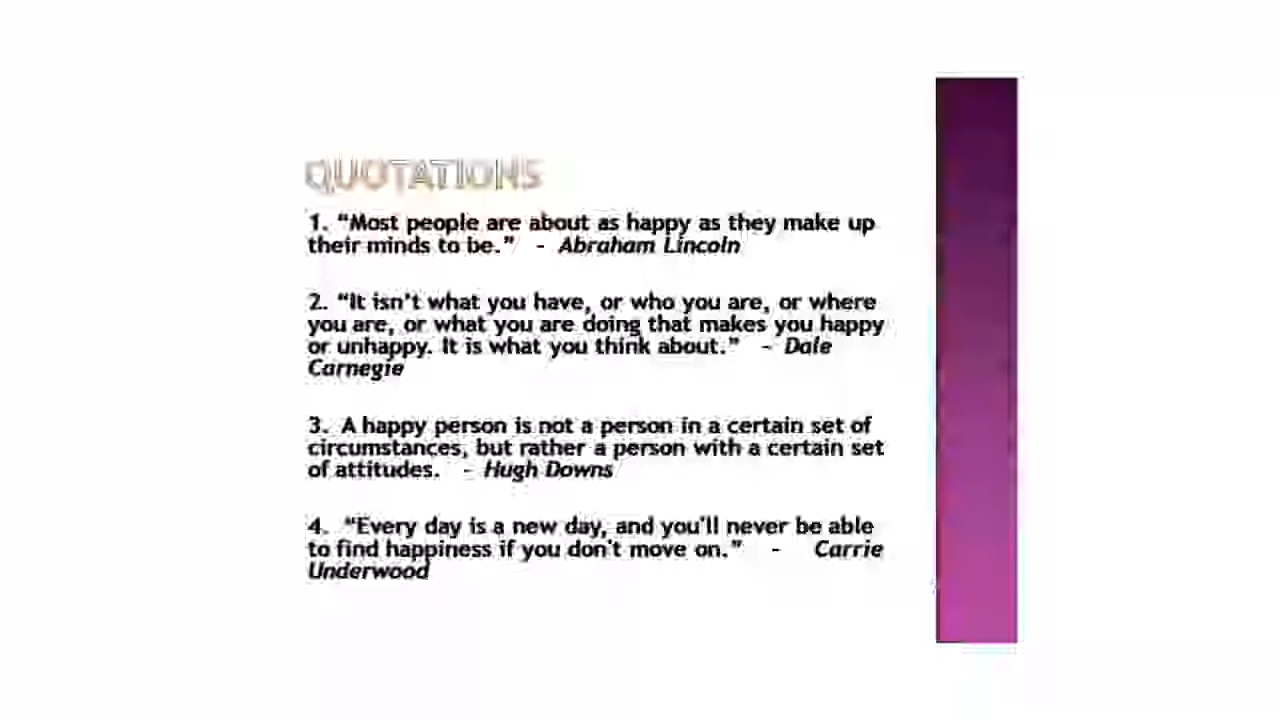 QUOTATIONS
1. “Most people are about as happy as they make up
their minds to be.” - Abraham Lincoln
2. “It isn’t what you have, or who you are, or where
you are, or what you are doing that makes you happy
or unhappy. It is what you think about.” - Dale
Carnegie
3. A happy person is not a person in a certain set of
circumstances, but rather a person with a certain set
of attitudes. - Hugh Downs
4. “Every day is a new day, and you'll never be able
to find happiness if you don't move on.” - Carrie
Underwood